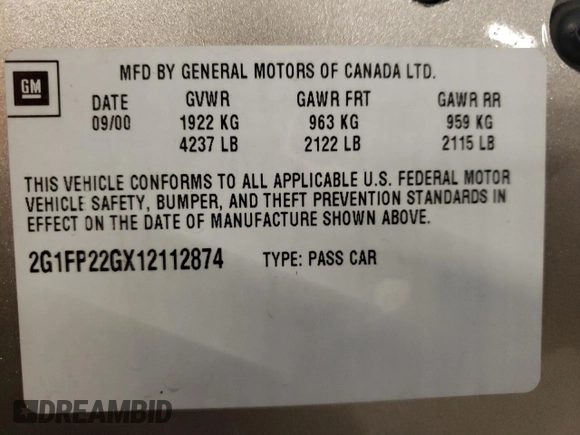 GM
MFD BY GENERAL MOTORS OF CANADA LTD.
DATE GVWR GAWR FRT GAWR RR
09/00 1922 KG 963 KG 959 KG
4237 LB 2122 LB 2115 LB
THIS VEHICLE CONFORMS TO ALL APPLICABLE U.S. FEDERAL MOTOR
VEHICLE SAFETY, BUMPER, AND THEFT PREVENTION STANDARDS IN
EFFECT ON THE DATE OF MANUFACTURE SHOWN ABOVE.
2G1FP22GX12112874 TYPE: PASS CAR
DREAMBID